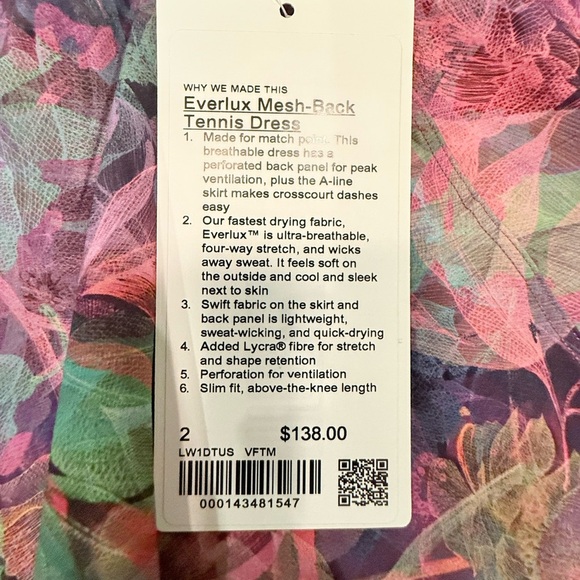 WHY WE MADE THIS
Everlux Mesh-Back
Tennis Dress
1. Made for match point. This
breathable dress has a
perforated back panel for peak
ventilation, plus the A-line
skirt makes crosscourt dashes
easy
2. Our fastest drying fabric,
Everlux™ is ultra-breathable,
four-way stretch, and wicks
away sweat. It feels soft on
the outside and cool and sleek
next to skin
3. Swift fabric on the skirt and
back panel is lightweight,
sweat-wicking, and quick-drying
4. Added Lycra® fibre for stretch
and shape retention
5. Perforation for ventilation
6. Slim fit, above-the-knee length
2 $138.00
LW1DTUS VFTM
000143481547